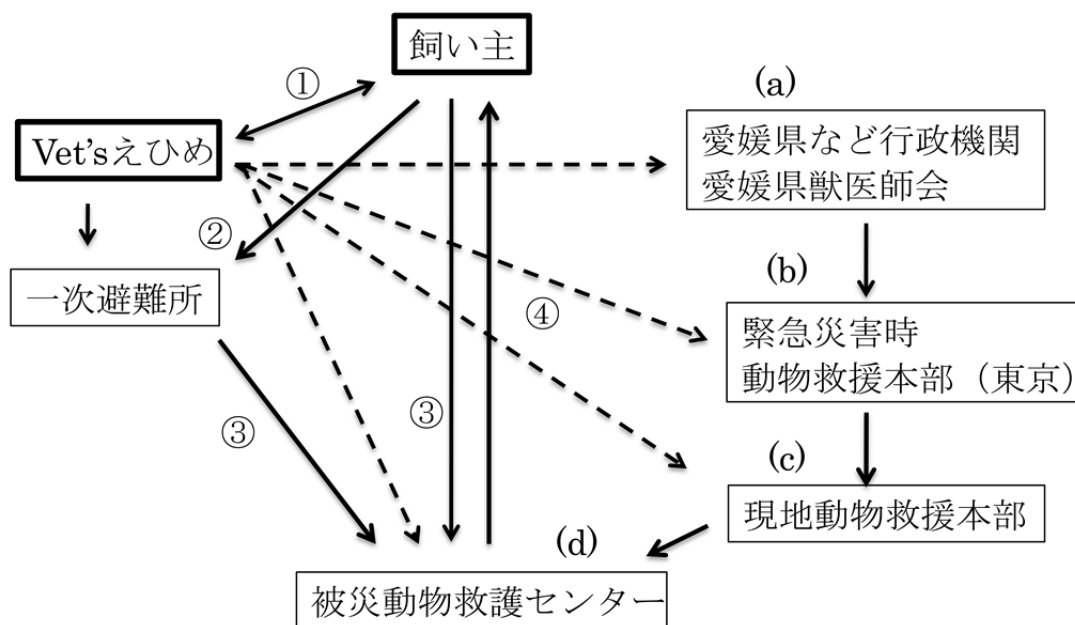 飼い主
①
(a)
Vet'sえひめ
愛媛県など行政機関
愛媛県獣医師会
②
(b)
一次避難所
④
緊急災害時
動物救援本部（東京）
③
③
(c)
現地動物救援本部
(d)
被災動物救護センター